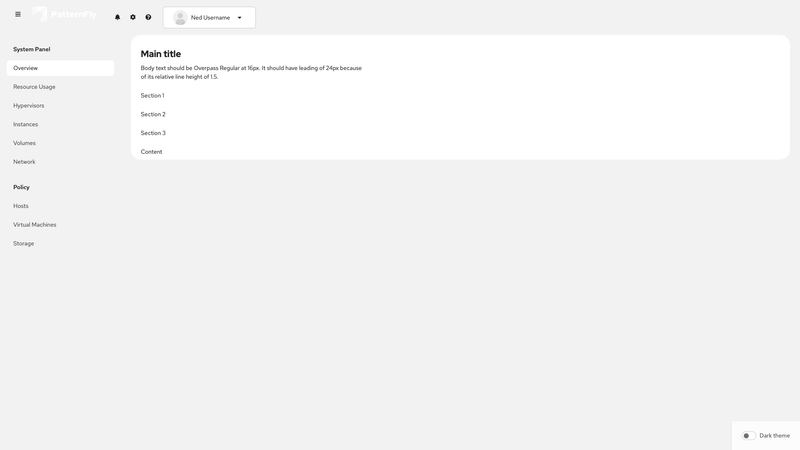 PatternFly
Ned Username
System Panel
Overview
Resource Usage
Hypervisors
Instances
Volumes
Network
Policy
Hosts
Virtual Machines
Storage
Main title
Body text should be Overpass Regular at 16px. It should have leading of 24px because
of its relative line height of 1.5.
Section 1
Section 2
Section 3
Content
Dark theme